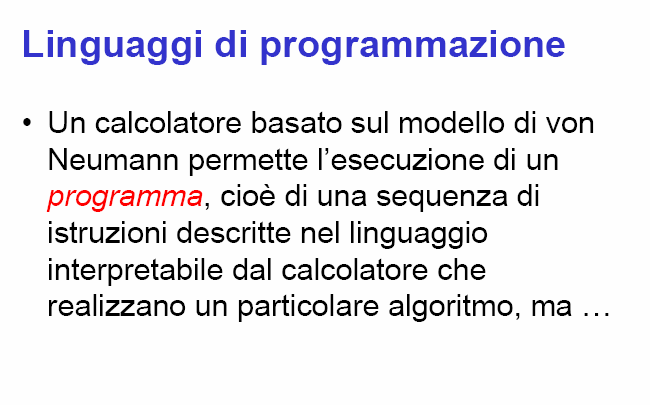 Linguaggi di programmazione
• Un calcolatore basato sul modello di von
Neumann permette l’esecuzione di un
programma, cioè di una sequenza di
istruzioni descritte nel linguaggio
interpretabile dal calcolatore che
realizzano un particolare algoritmo, ma …